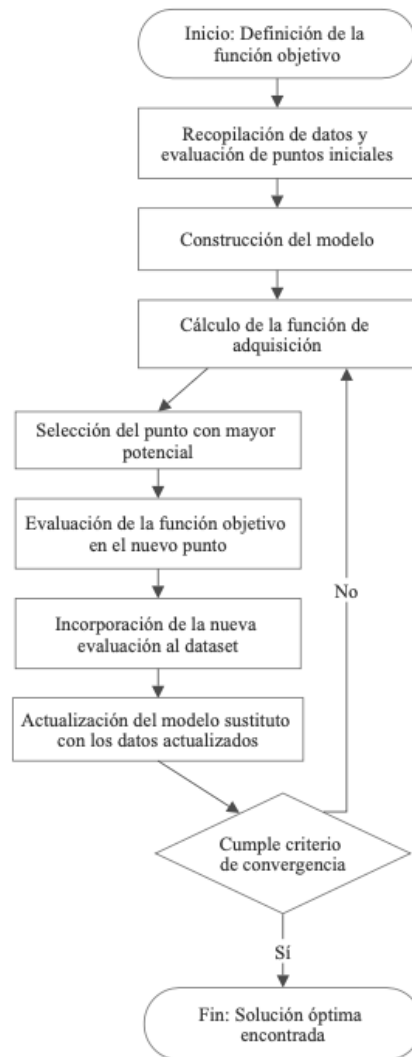 Inicio: Definición de la
función objetivo
Recopilación de datos y
evaluación de puntos iniciales
Construcción del modelo
Cálculo de la función de
adquisición
Selección del punto con mayor
potencial
Evaluación de la función objetivo
en el nuevo punto
Incorporación de la nueva
evaluación al dataset
Actualización del modelo sustituto
con los datos actualizados
No
Cumple criterio
de convergencia
Sí
Fin: Solución óptima
encontrada